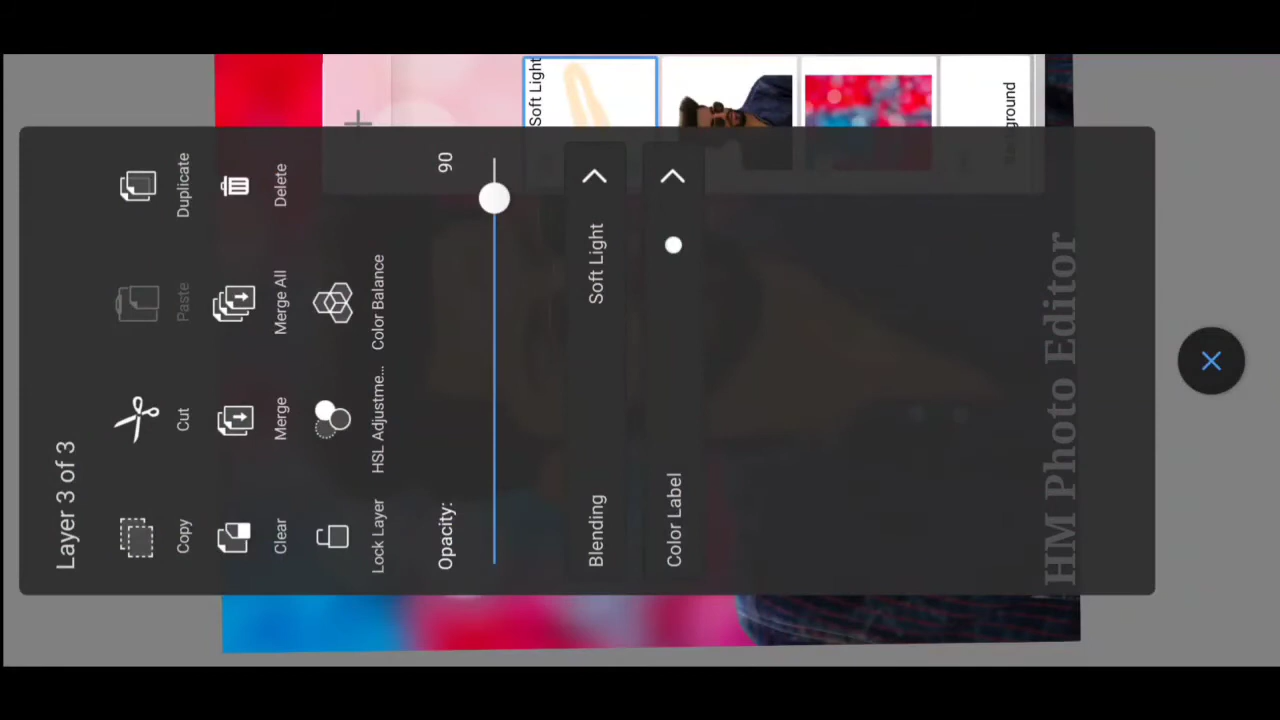 Soft Light
ground
Layer 3 of 3
Copy
Cut
Paste
Duplicate
Clear
Merge
Merge All
Delete
Lock Layer
HSL Adjustme...
Color Balance
Opacity:
90
Blending
Soft Light
Color Label
HM Photo Editor